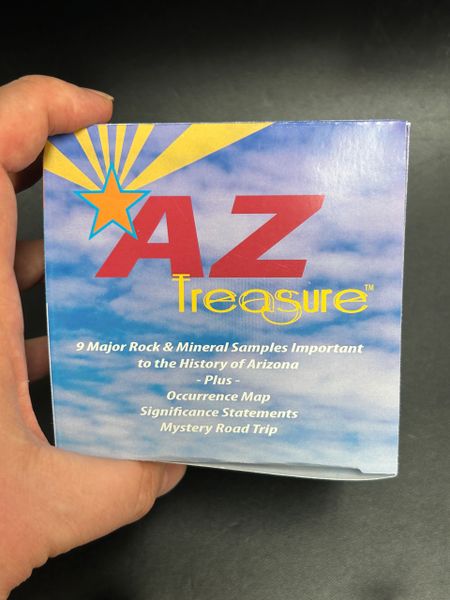 AZ
Treasure™
9 Major Rock & Mineral Samples Important
to the History of Arizona
- Plus -
Occurrence Map
Significance Statements
Mystery Road Trip